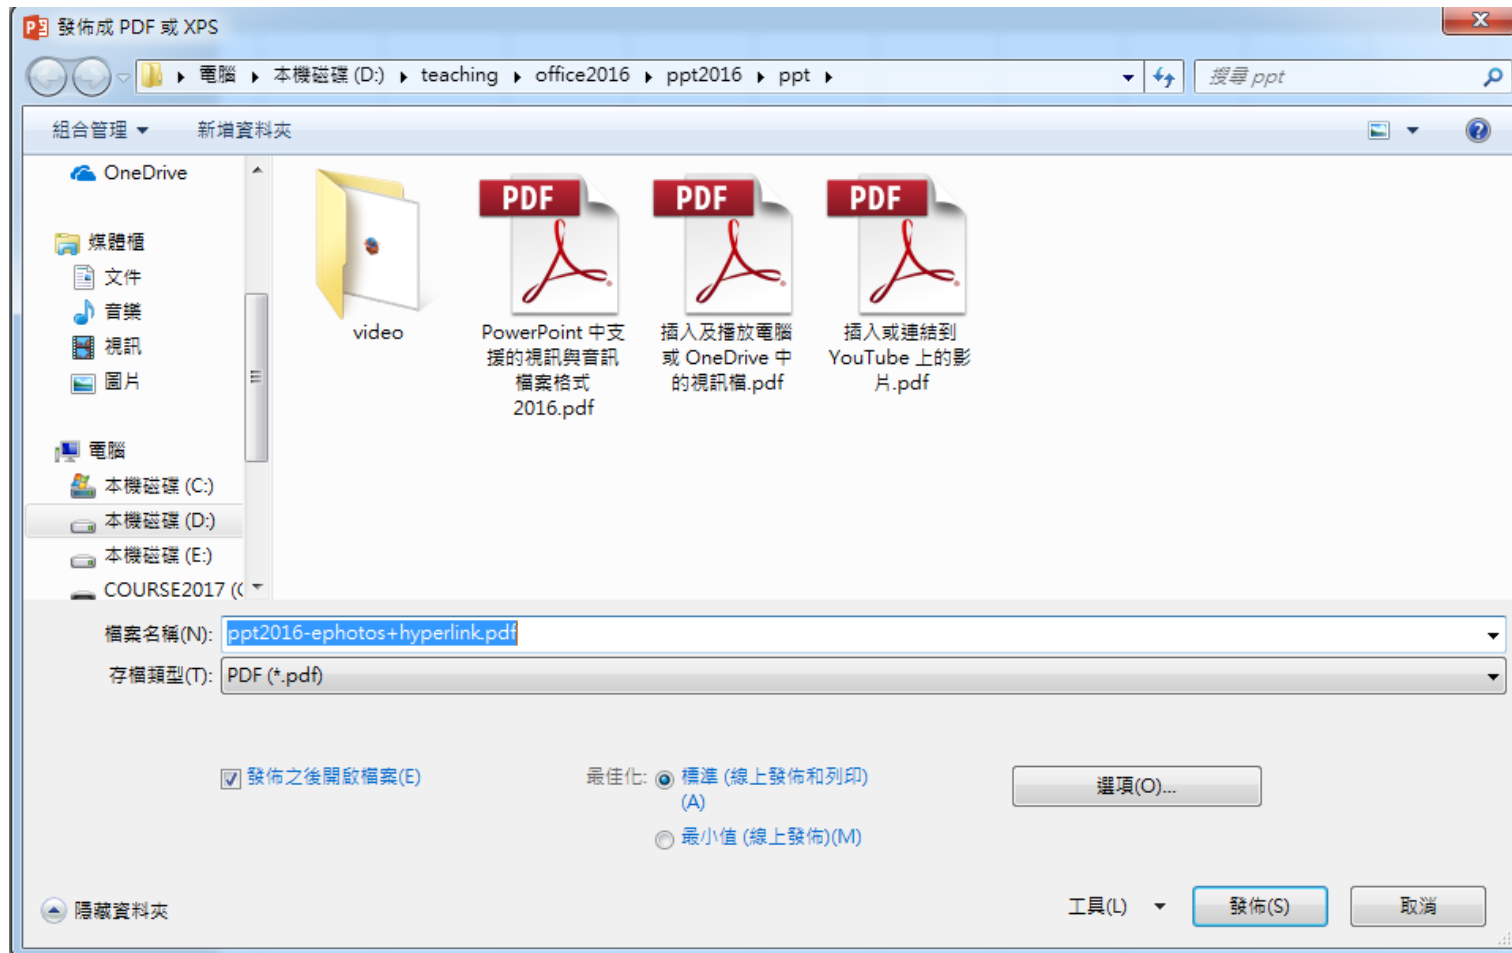 發佈成 PDF 或 XPS
電腦 本機磁碟 (D:) teaching office2016 ppt2016 ppt
搜尋 ppt
組合管理 新增資料夾
OneDrive
媒體櫃
文件
音樂
視訊
圖片
電腦
本機磁碟 (C:)
本機磁碟 (D:)
本機磁碟 (E:)
COURSE2017 (
video
PDF
PowerPoint 中支
援的視訊與音訊
檔案格式
2016.pdf
PDF
插入及播放電腦
或 OneDrive 中
的視訊檔.pdf
PDF
插入或連結到
YouTube 上的影
片.pdf
檔案名稱(N): ppt2016-ephotos+hyperlink.pdf
存檔類型(T): PDF (*.pdf)
發佈之後開啟檔案(E)
最佳化: 標準 (線上發佈和列印)
(A)
最小值 (線上發佈)(M)
選項(O)...
隱藏資料夾
工具(L) 發佈(S) 取消